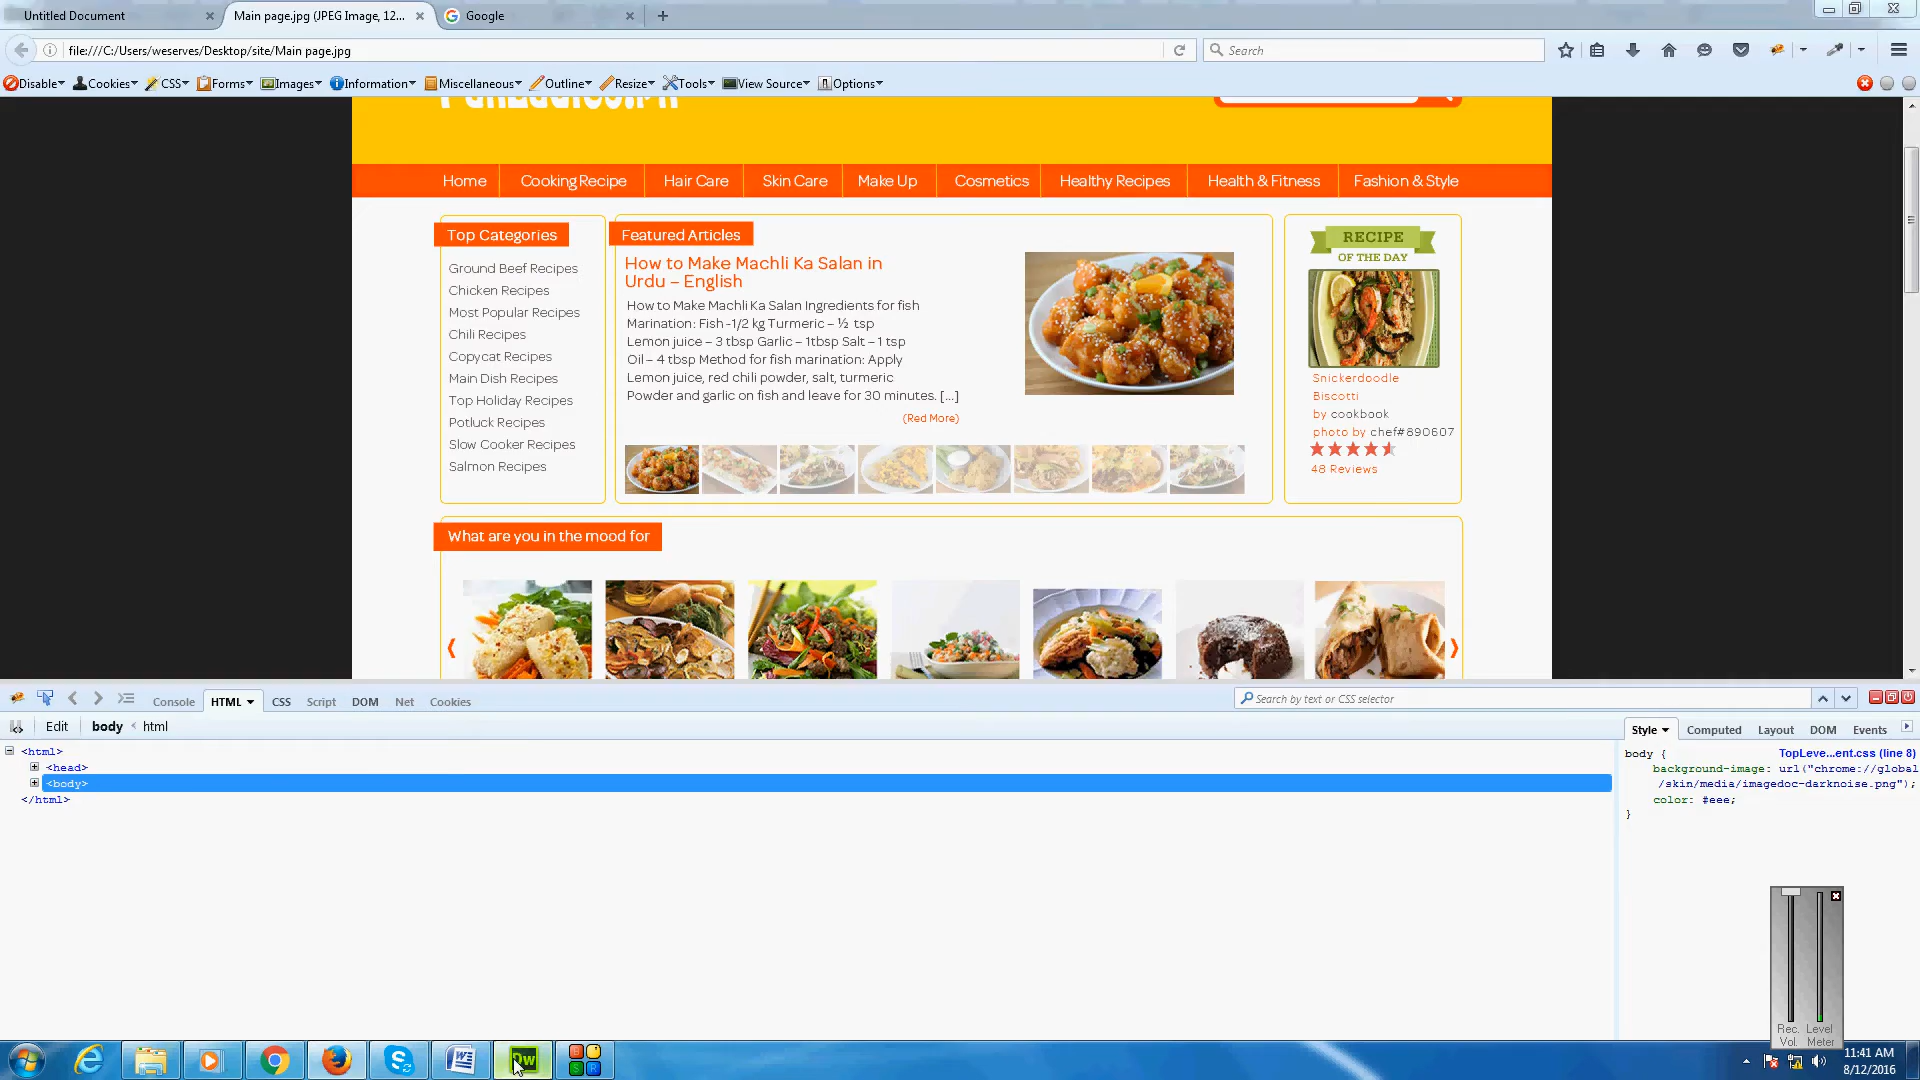 Untitled Document
Main page.jpg (JPEG Image, 12...
Google
file:///C:/Users/weserves/Desktop/site/Main page.jpg
Search
Disable
Cookies
CSS
Forms
Images
Information
Miscellaneous
Outline
Resize
Tools
View Source
Options
Home
Cooking Recipe
Hair Care
Skin Care
Make Up
Cosmetics
Healthy Recipes
Health & Fitness
Fashion & Style
Top Categories
Ground Beef Recipes
Chicken Recipes
Most Popular Recipes
Chili Recipes
Copycat Recipes
Main Dish Recipes
Top Holiday Recipes
Potluck Recipes
Slow Cooker Recipes
Salmon Recipes
Featured Articles
How to Make Machli Ka Salan in
Urdu – English
How to Make Machli Ka Salan Ingredients for fish
Marination: Fish -1/2 kg Turmeric – ½ tsp
Lemon juice – 3 tbsp Garlic – 1tbsp Salt – 1 tsp
Oil – 4 tbsp Method for fish marination: Apply
Lemon juice, red chili powder, salt, turmeric
Powder and garlic on fish and leave for 30 minutes. [...]
(Red More)
RECIPE
OF THE DAY
Snickerdoodle
Biscotti
by cookbook
photo by chef#890607
48 Reviews
What are you in the mood for
Console
HTML
CSS
Script
DOM
Net
Cookies
Search by text or CSS selector
Edit
body < html
Style
Computed
Layout
DOM
Events
<html>
<head>
<body>
</html>
body {
TopLeve...ent.css (line 8)
background-image: url("chrome://global
/skin/media/imagedoc-darknoise.png");
color: #eee;
}
Rec. Level
Vol. Meter
Dw
11:41 AM
8/12/2016